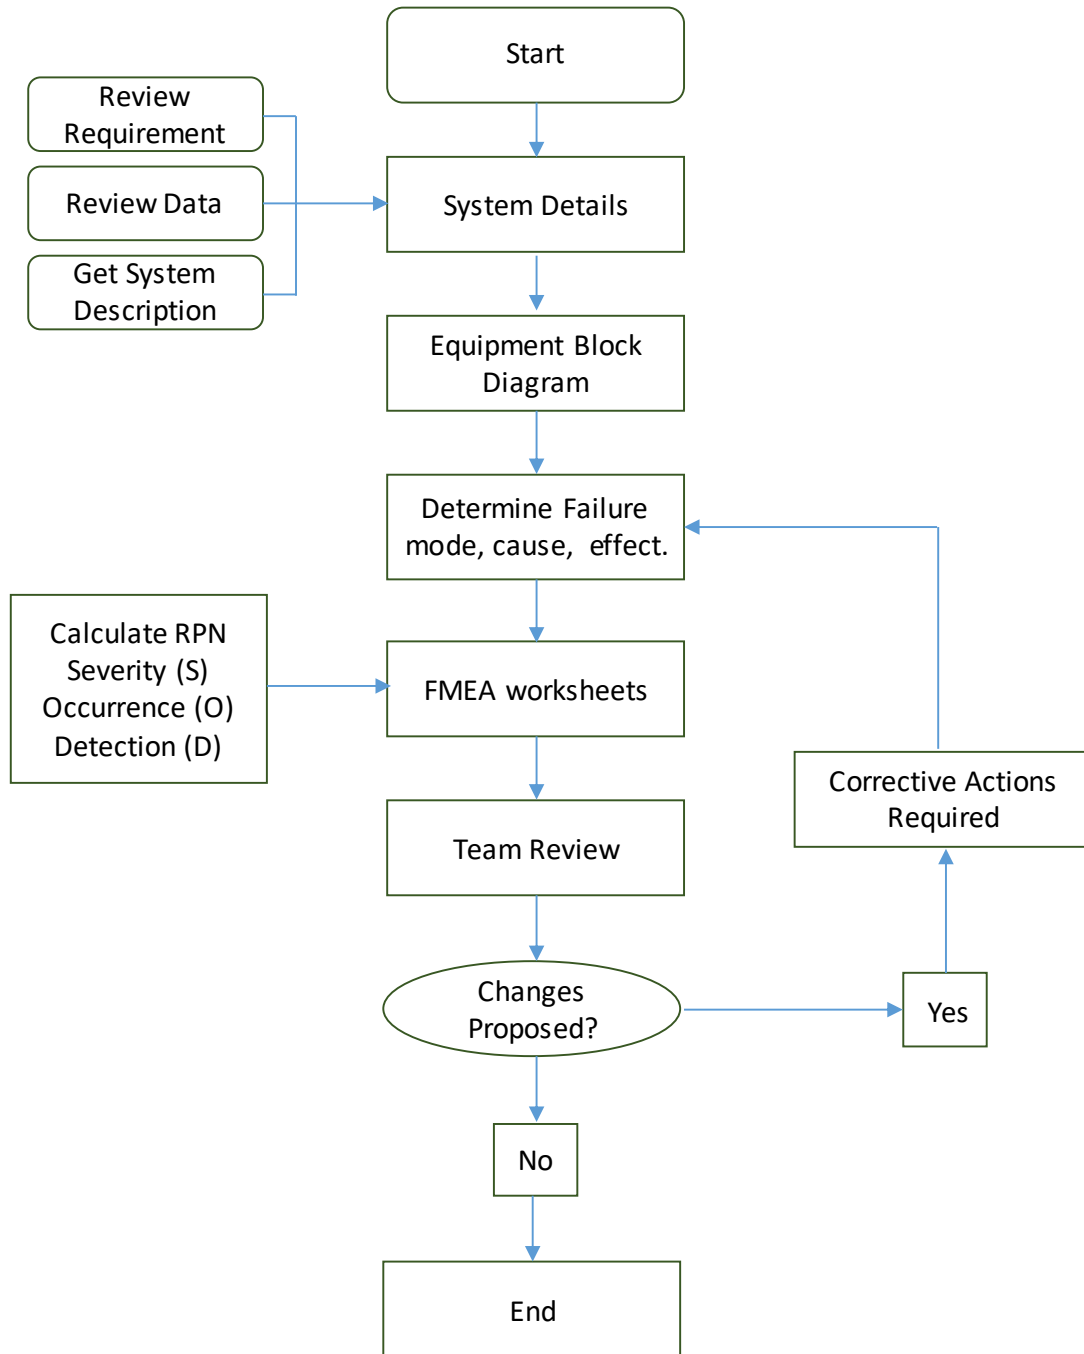 Start
Review
Requirement
Review Data
Get System
Description
System Details
Equipment Block
Diagram
Determine Failure
mode, cause, effect.
Calculate RPN
Severity (S)
Occurrence (O)
Detection (D)
FMEA worksheets
Corrective Actions
Required
Team Review
Changes
Proposed?
Yes
No
End